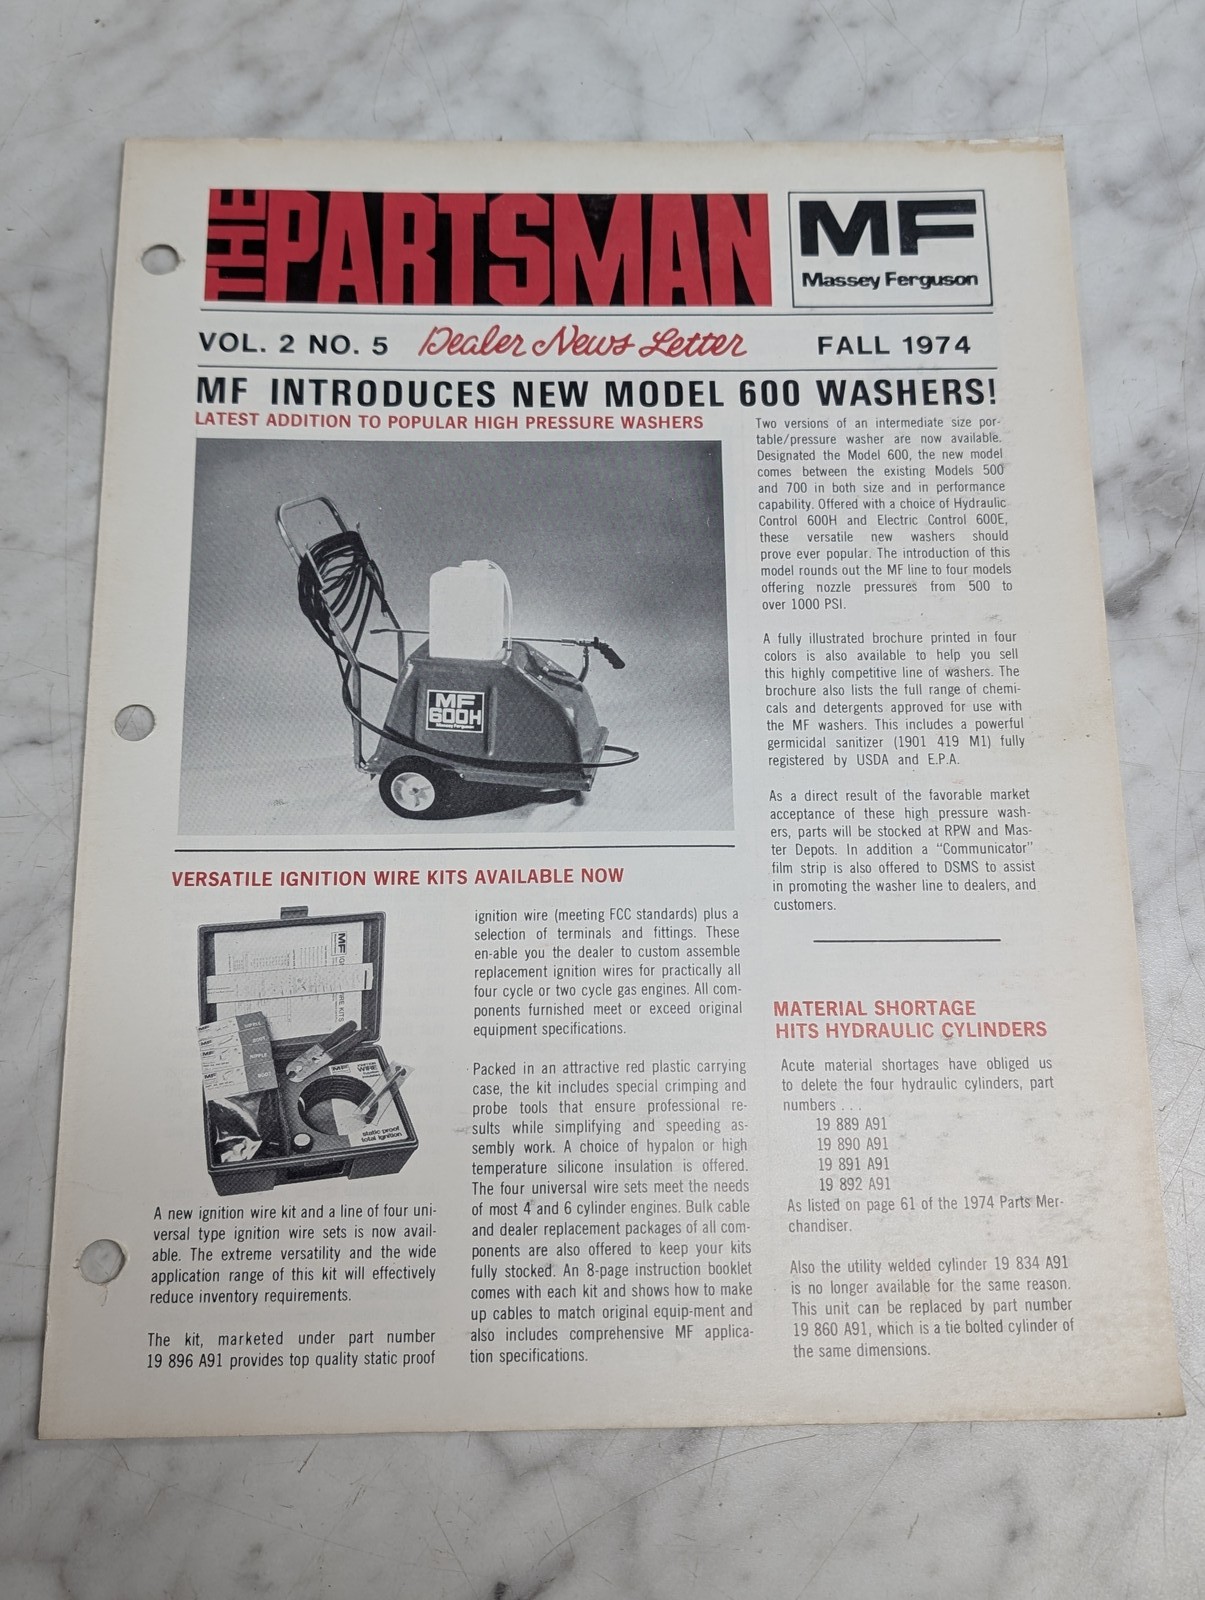 THE PARTSMAN
MF
Massey Ferguson
VOL. 2 NO. 5 Dealer News Letter FALL 1974
MF INTRODUCES NEW MODEL 600 WASHERS!
LATEST ADDITION TO POPULAR HIGH PRESSURE WASHERS
MF
600H
Massey Ferguson
Two versions of an intermediate size por-
table/pressure washer are now available.
Designated the Model 600, the new model
comes between the existing Models 500
and 700 in both size and in performance
capability. Offered with a choice of Hydraulic
Control 600H and Electric Control 600E,
these versatile new washers should
prove ever popular. The introduction of this
model rounds out the MF line to four models
offering nozzle pressures from 500 to
over 1000 PSI.
A fully illustrated brochure printed in four
colors is also available to help you sell
this highly competitive line of washers. The
brochure also lists the full range of chemi-
cals and detergents approved for use with
the MF washers. This includes a powerful
germicidal sanitizer (1901 419 M1) fully
registered by USDA and E.P.A.
As a direct result of the favorable market
acceptance of these high pressure wash-
ers, parts will be stocked at RPW and Mas-
ter Depots. In addition a "Communicator"
film strip is also offered to DSMS to assist
in promoting the washer line to dealers, and
customers.
VERSATILE IGNITION WIRE KITS AVAILABLE NOW
MF
MF
WIRE
static proof
total ignition
A new ignition wire kit and a line of four uni-
versal type ignition wire sets is now avail-
able. The extreme versatility and the wide
application range of this kit will effectively
reduce inventory requirements.
The kit, marketed under part number
19 896 A91 provides top quality static proof
ignition wire (meeting FCC standards) plus a
selection of terminals and fittings. These
en-able you the dealer to custom assemble
replacement ignition wires for practically all
four cycle or two cycle gas engines. All com-
ponents furnished meet or exceed original
equipment specifications.
Packed in an attractive red plastic carrying
case, the kit includes special crimping and
probe tools that ensure professional re-
sults while simplifying and speeding as-
sembly work. A choice of hypalon or high
temperature silicone insulation is offered.
The four universal wire sets meet the needs
of most 4 and 6 cylinder engines. Bulk cable
and dealer replacement packages of all com-
ponents are also offered to keep your kits
fully stocked. An 8-page instruction booklet
comes with each kit and shows how to make
up cables to match original equip-ment and
also includes comprehensive MF applica-
tion specifications.
MATERIAL SHORTAGE
HITS HYDRAULIC CYLINDERS
Acute material shortages have obliged us
to delete the four hydraulic cylinders, part
numbers . . .
19 889 A91
19 890 A91
19 891 A91
19 892 A91
As listed on page 61 of the 1974 Parts Mer-
chandiser.
Also the utility welded cylinder 19 834 A91
is no longer available for the same reason.
This unit can be replaced by part number
19 860 A91, which is a tie bolted cylinder of
the same dimensions.